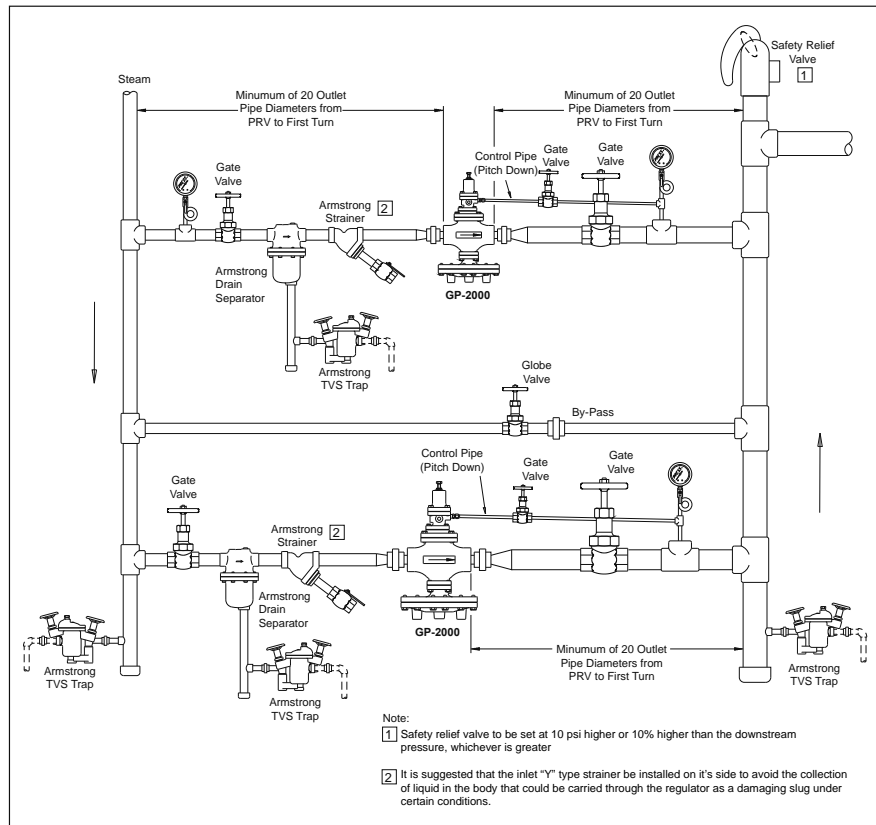 Safety Relief
Valve
1
Steam
Minumum of 20 Outlet
Pipe Diameters from
PRV to First Turn
Minumum of 20 Outlet
Pipe Diameters from
PRV to First Turn
Control Pipe
(Pitch Down)
Gate
Valve
Gate
Valve
Gate
Valve
Armstrong
Strainer
2
Armstrong
Drain
Separator
GP-2000
Armstrong
TVS Trap
Globe
Valve
By-Pass
Control Pipe
(Pitch Down)
Gate
Valve
Gate
Valve
Gate
Valve
Armstrong
Strainer
2
Armstrong
Drain
Separator
GP-2000
Minumum of 20 Outlet
Pipe Diameters from
PRV to First Turn
Armstrong
TVS Trap
Armstrong
TVS Trap
Armstrong
TVS Trap
Note:
1 Safety relief valve to be set at 10 psi higher or 10% higher than the downstream
pressure, whichever is greater
2 It is suggested that the inlet “Y” type strainer be installed on it’s side to avoid the collection
of liquid in the body that could be carried through the regulator as a damaging slug under
certain conditions.